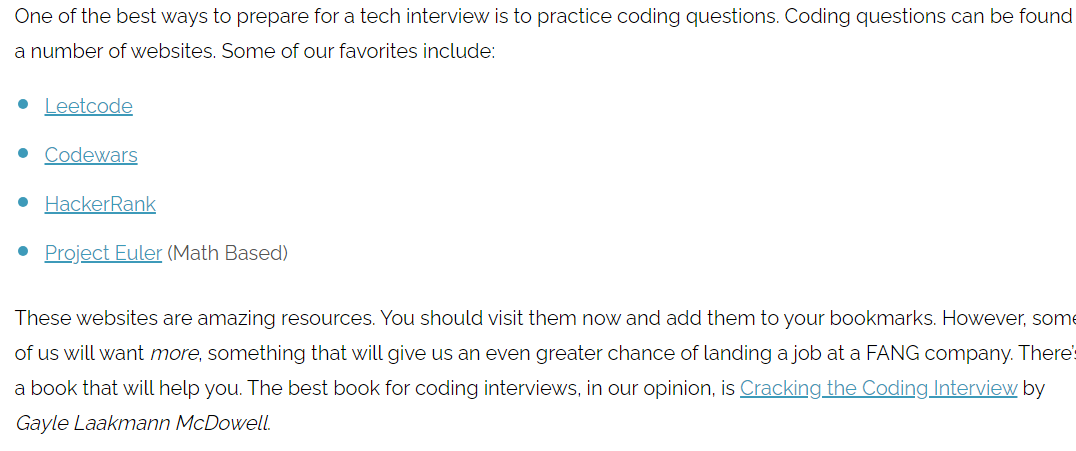 One of the best ways to prepare for a tech interview is to practice coding questions. Coding questions can be found
a number of websites. Some of our favorites include:
Leetcode
Codewars
HackerRank
Project Euler (Math Based)
These websites are amazing resources. You should visit them now and add them to your bookmarks. However, some
of us will want more, something that will give us an even greater chance of landing a job at a FANG company. There's
a book that will help you. The best book for coding interviews, in our opinion, is Cracking the Coding Interview by
Gayle Laakmann McDowell.